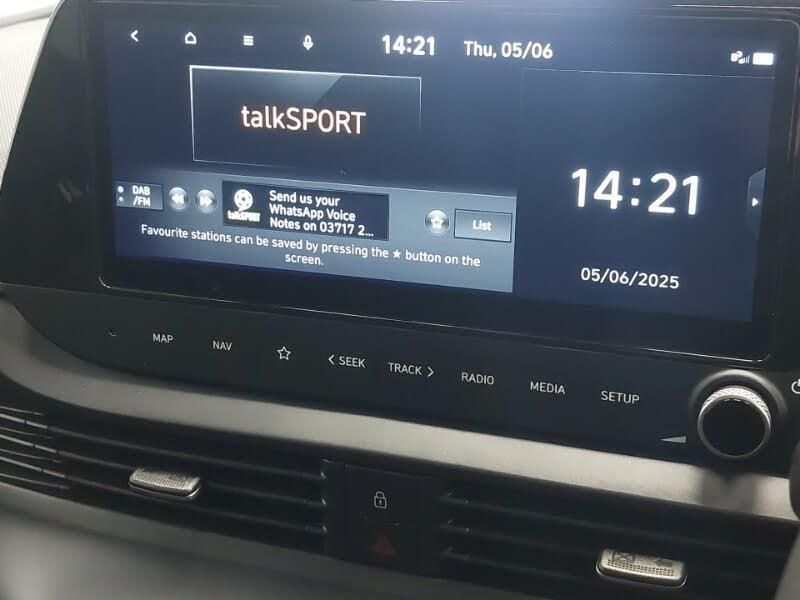 14:21 Thu, 05/06
talkSPORT
DAB
/FM
talkSPORT
Send us your
WhatsApp Voice
Notes on 03717 2...
List
Favourite stations can be saved by pressing the ★ button on the
screen.
14:21
05/06/2025
MAP
NAV
< SEEK
TRACK >
RADIO
MEDIA
SETUP